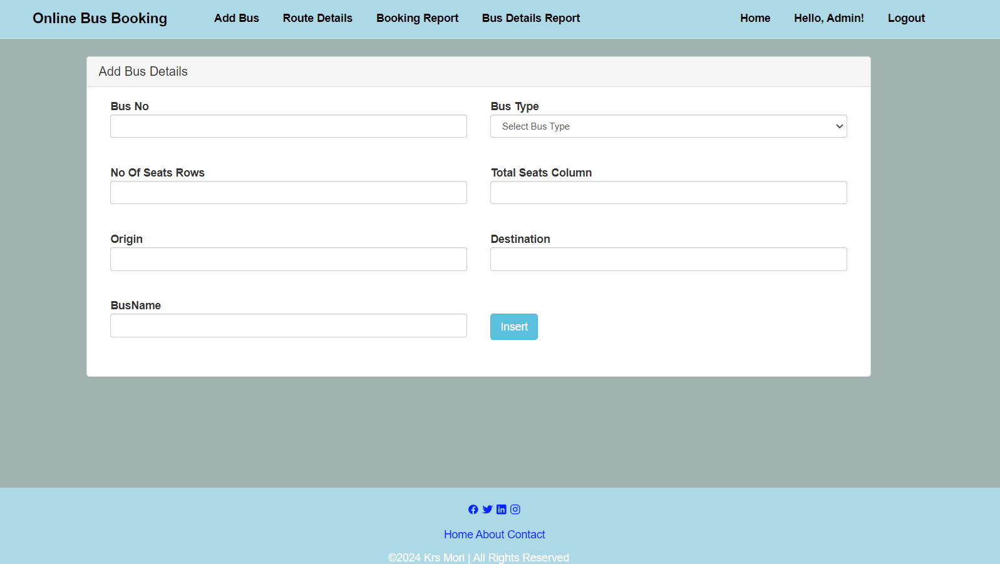 Online Bus Booking Add Bus Route Details Booking Report Bus Details Report Home Hello, Admin! Logout
Add Bus Details
Bus No Bus Type
Select Bus Type
No Of Seats Rows Total Seats Column
Origin Destination
BusName
Insert
Home About Contact
©2024 Krs Mori | All Rights Reserved